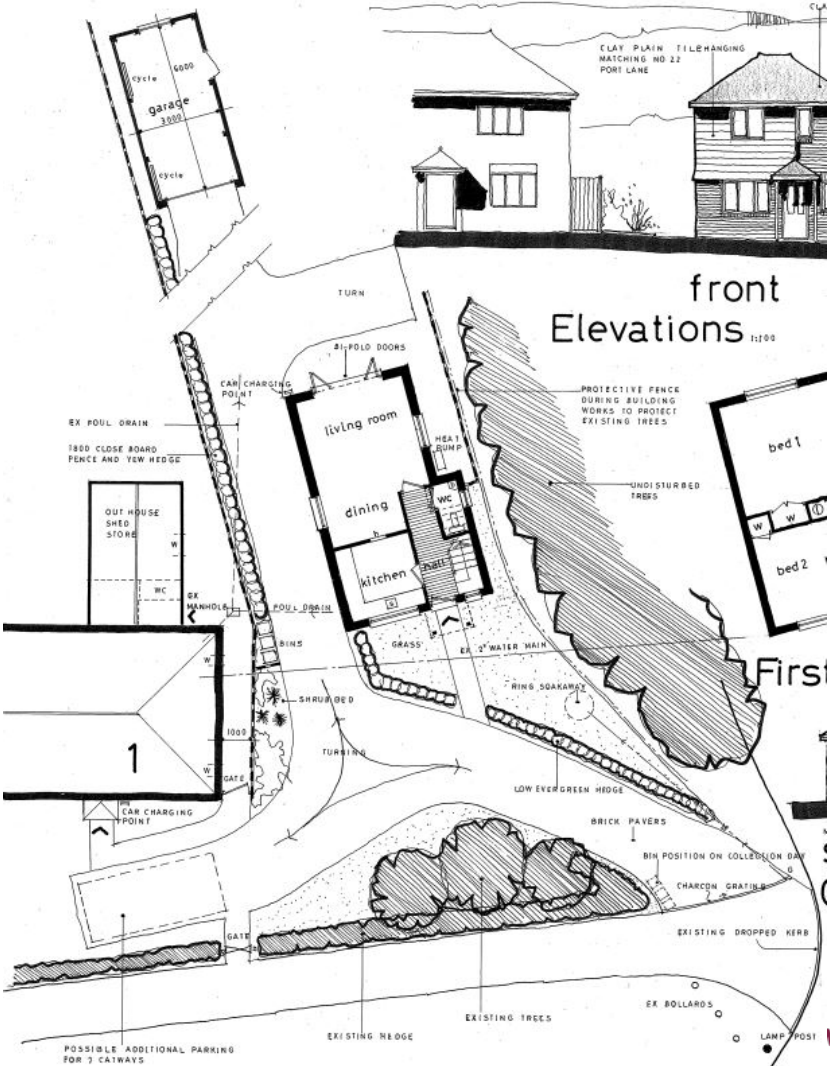 CLA
CLAY PLAIN TILEHANGING
MATCHING NO 22
PORT LANE
cycle
6000
garage
3000
cycle
front
Elevations 1:100
TURN
BI-FOLD DOORS
CAR CHARGING
POINT
PROTECTIVE FENCE
DURING BUILDING
WORKS TO PROTECT
EXISTING TREES
living room
EX FOUL DRAIN
HEAT
PUMP
1800 CLOSE BOARD
FENCE AND YEW HEDGE
bed 1
UNDISTURBED
TREES
OUT HOUSE
SHED
STORE
W
dining
WC
W
W
h
hall
kitchen
bed 2
WC
EX
MANHOLE
FOUL DRAIN
BINS
GRASS
EX 2" WATER MAIN
W
First
SHRUB BED
RING SOAKAWAY
1000
TURNING
1
W
GATE
LOW EVERGREEN HEDGE
CAR CHARGING
POINT
BRICK PAVERS
BIN POSITION ON COLLECTION DAY
G
CHARCON GRATING
GATE
EXISTING DROPPED KERB
EX BOLLARDS
EXISTING HEDGE
EXISTING TREES
LAMP POST
POSSIBLE ADDITIONAL PARKING
FOR 7 CATWAYS